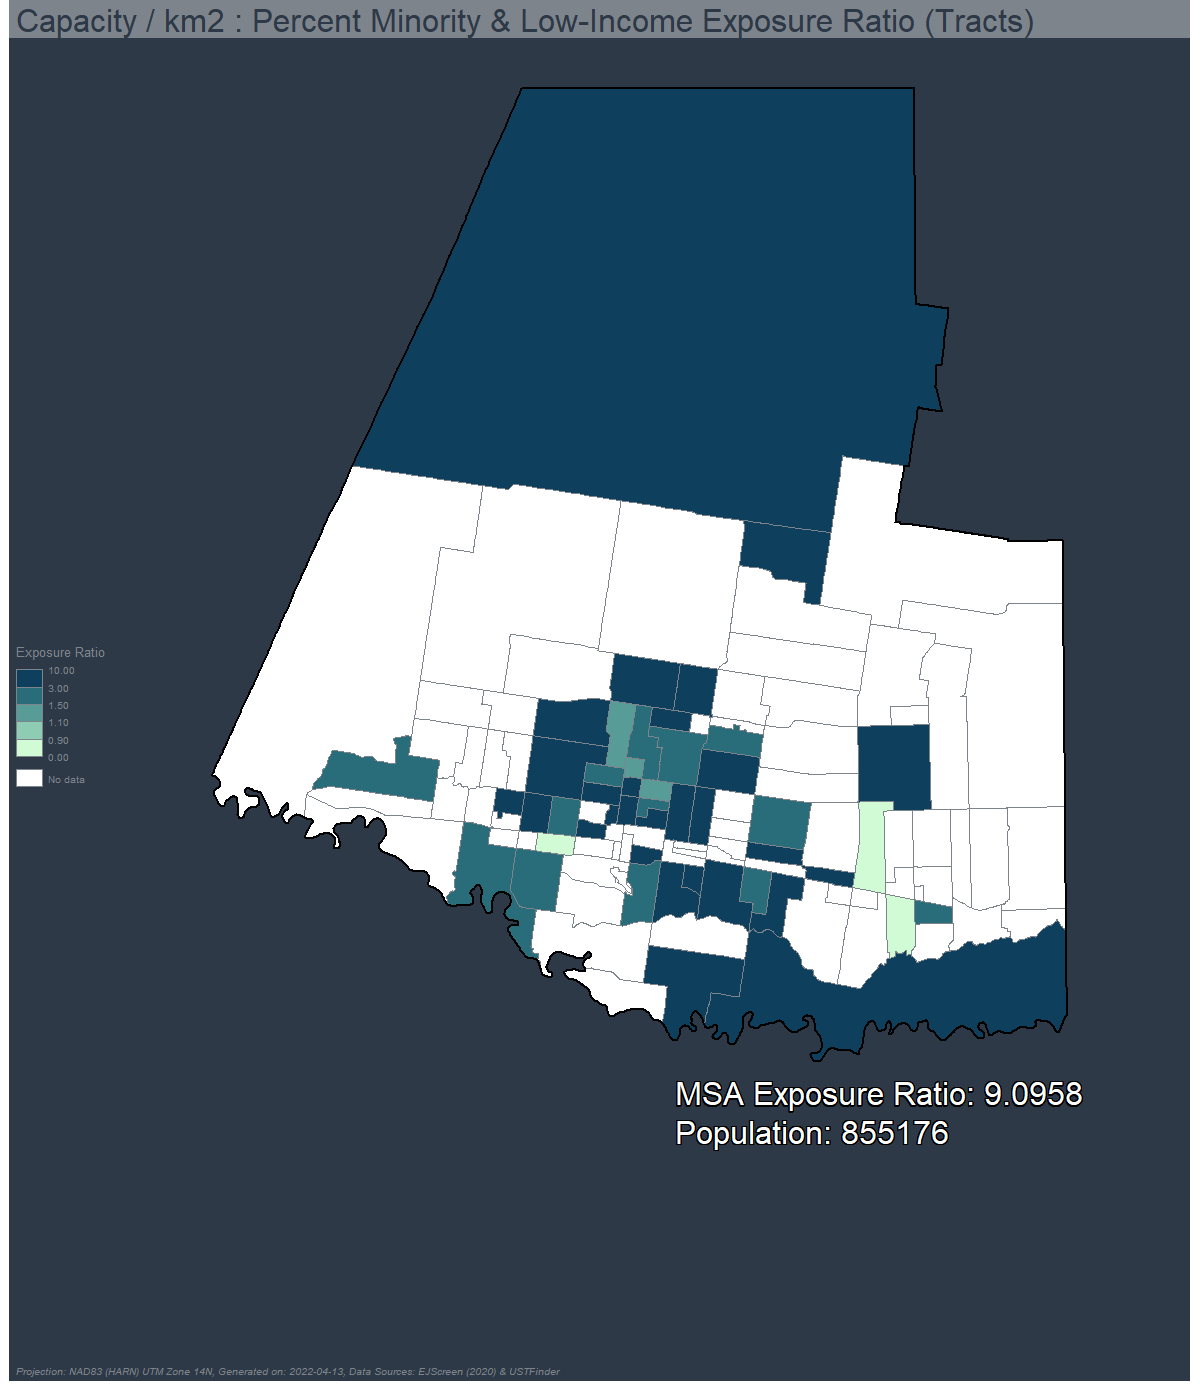 Capacity / km2 : Percent Minority & Low-Income Exposure Ratio (Tracts)
Exposure Ratio
10.00
3.00
1.50
1.10
0.90
0.00
No data
MSA Exposure Ratio: 9.0958
Population: 855176
Projection: NAD83 (HARN) UTM Zone 14N, Generated on: 2022-04-13, Data Sources: EJScreen (2020) & USTFinder